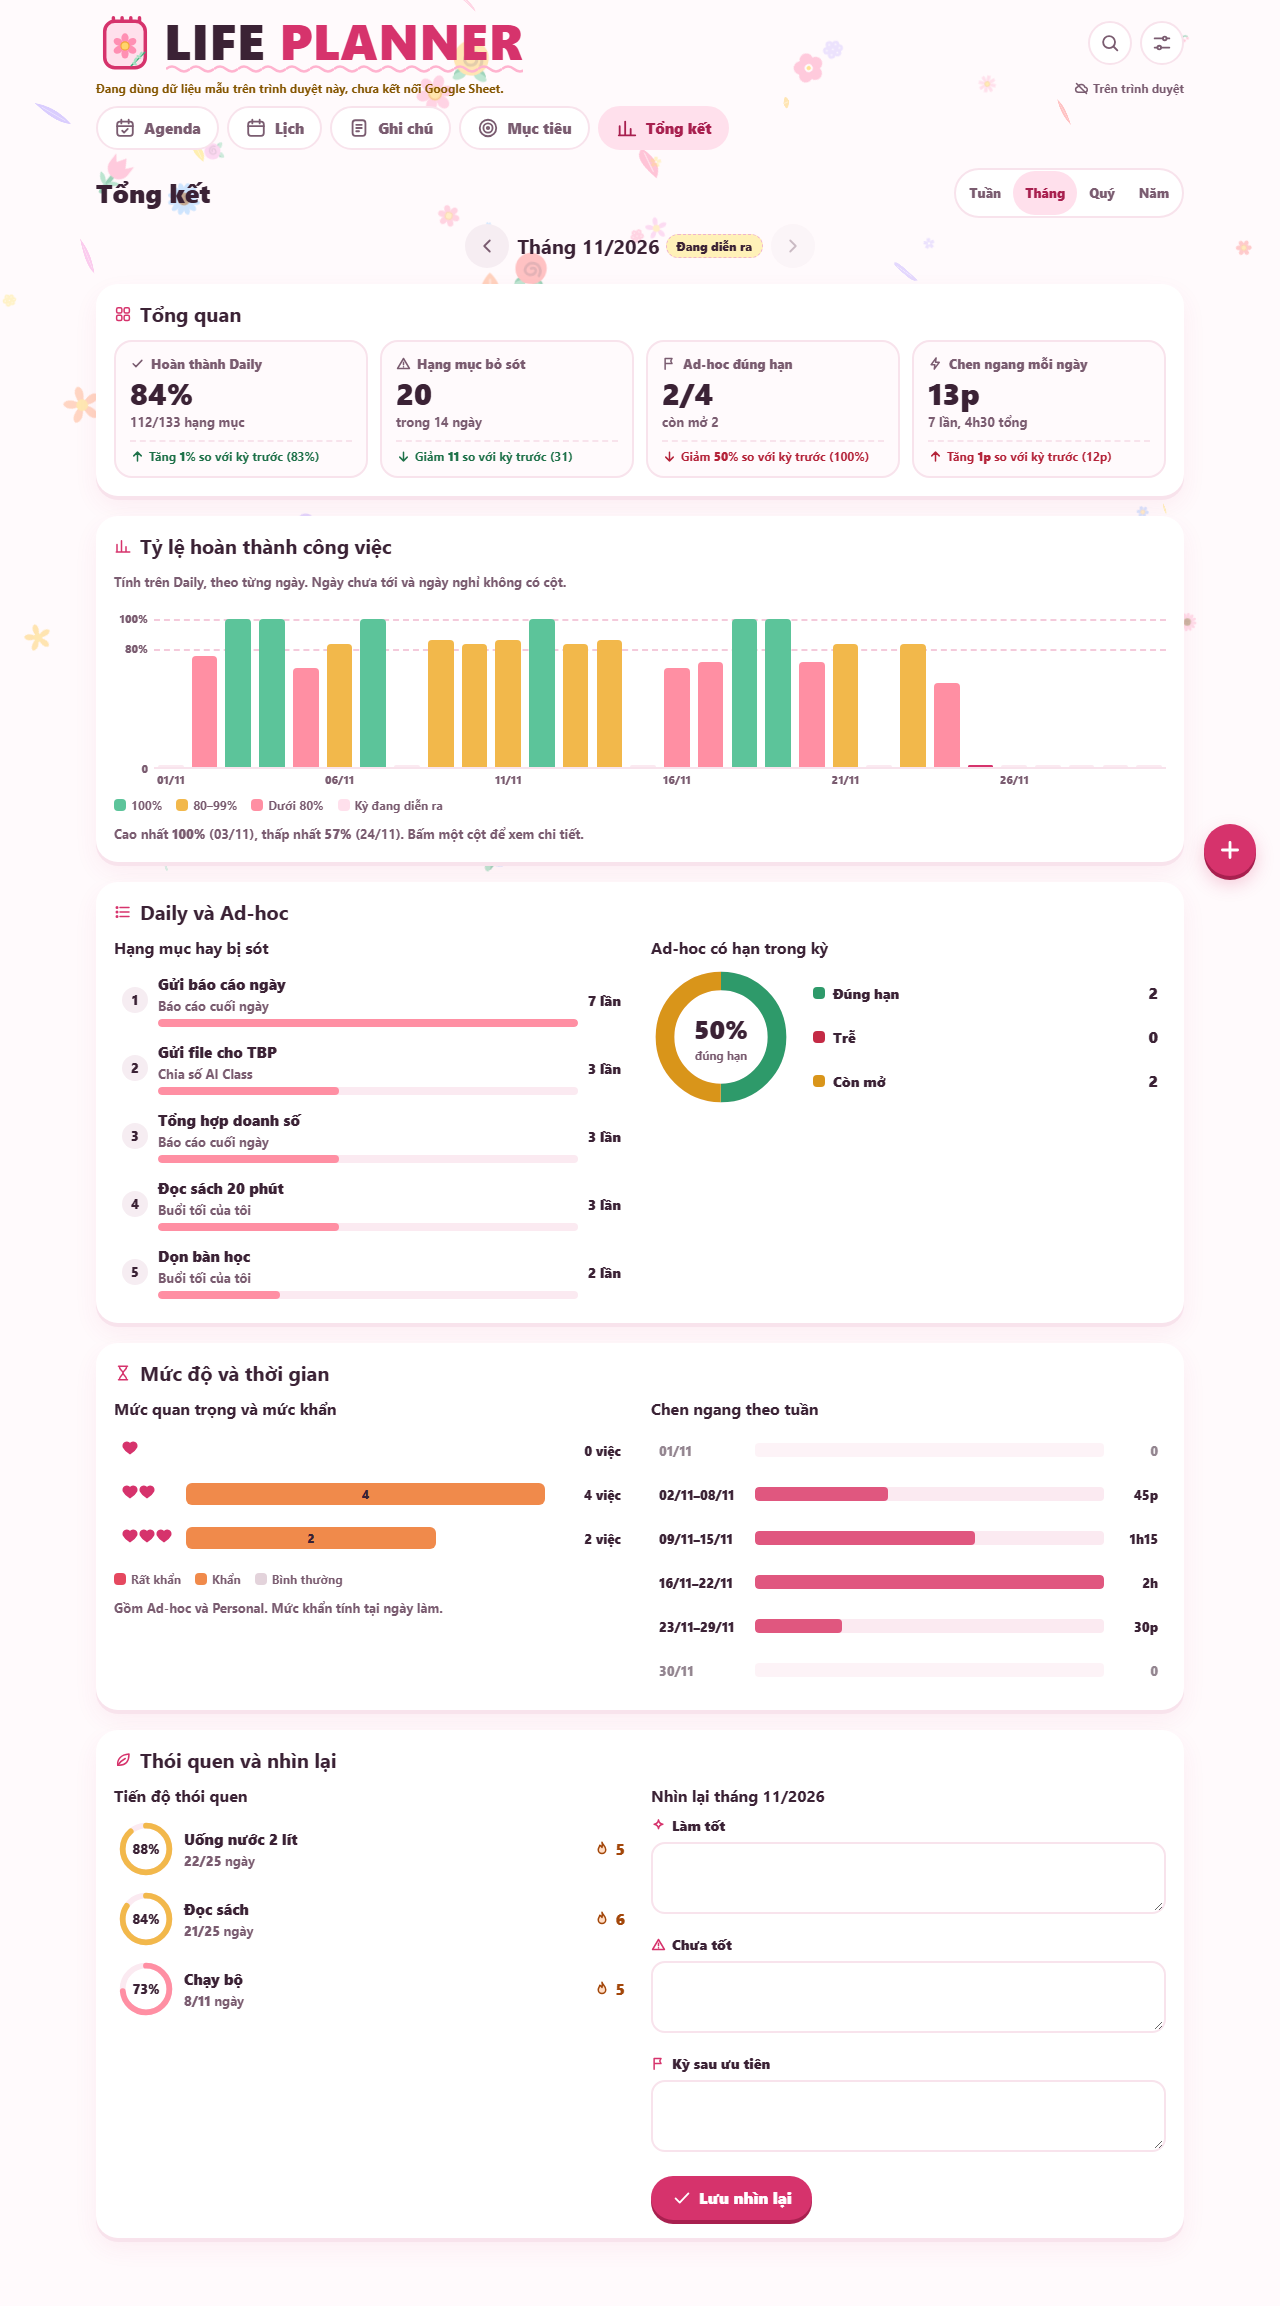 LIFE PLANNER
Đang dùng dữ liệu mẫu trên trình duyệt này, chưa kết nối Google Sheet.
Trên trình duyệt
Agenda
Lịch
Ghi chú
Mục tiêu
Tổng kết
Tổng kết
Tuần
Tháng
Quý
Năm
Tháng 11/2026
Đang diễn ra
Tổng quan
Hoàn thành Daily
84%
112/133 hạng mục
Tăng 1% so với kỳ trước (83%)
Hạng mục bỏ sót
20
trong 14 ngày
Giảm 11 so với kỳ trước (31)
Ad-hoc đúng hạn
2/4
còn mở 2
Giảm 50% so với kỳ trước (100%)
Chen ngang mỗi ngày
13p
7 lần, 4h30 tổng
Tăng 1p so với kỳ trước (12p)
Tỷ lệ hoàn thành công việc
Tính trên Daily, theo từng ngày. Ngày chưa tới và ngày nghỉ không có cột.
100%
80%
0
01/11
06/11
11/11
16/11
21/11
26/11
100%
80–99%
Dưới 80%
Kỳ đang diễn ra
Cao nhất 100% (03/11), thấp nhất 57% (24/11). Bấm một cột để xem chi tiết.
Daily và Ad-hoc
Hạng mục hay bị sót
1
Gửi báo cáo ngày
Báo cáo cuối ngày
7 lần
2
Gửi file cho TBP
Chia số AI Class
3 lần
3
Tổng hợp doanh số
Báo cáo cuối ngày
3 lần
4
Đọc sách 20 phút
Buổi tối của tôi
3 lần
5
Dọn bàn học
Buổi tối của tôi
2 lần
Ad-hoc có hạn trong kỳ
50%
đúng hạn
Đúng hạn
2
Trễ
0
Còn mở
2
Mức độ và thời gian
Mức quan trọng và mức khẩn
0 việc
4
4 việc
2
2 việc
Rất khẩn
Khẩn
Bình thường
Gồm Ad-hoc và Personal. Mức khẩn tính tại ngày làm.
Chen ngang theo tuần
01/11
0
02/11–08/11
45p
09/11–15/11
1h15
16/11–22/11
2h
23/11–29/11
30p
30/11
0
Thói quen và nhìn lại
Tiến độ thói quen
88%
Uống nước 2 lít
22/25 ngày
5
84%
Đọc sách
21/25 ngày
6
73%
Chạy bộ
8/11 ngày
5
Nhìn lại tháng 11/2026
Làm tốt
Chưa tốt
Kỳ sau ưu tiên
Lưu nhìn lại